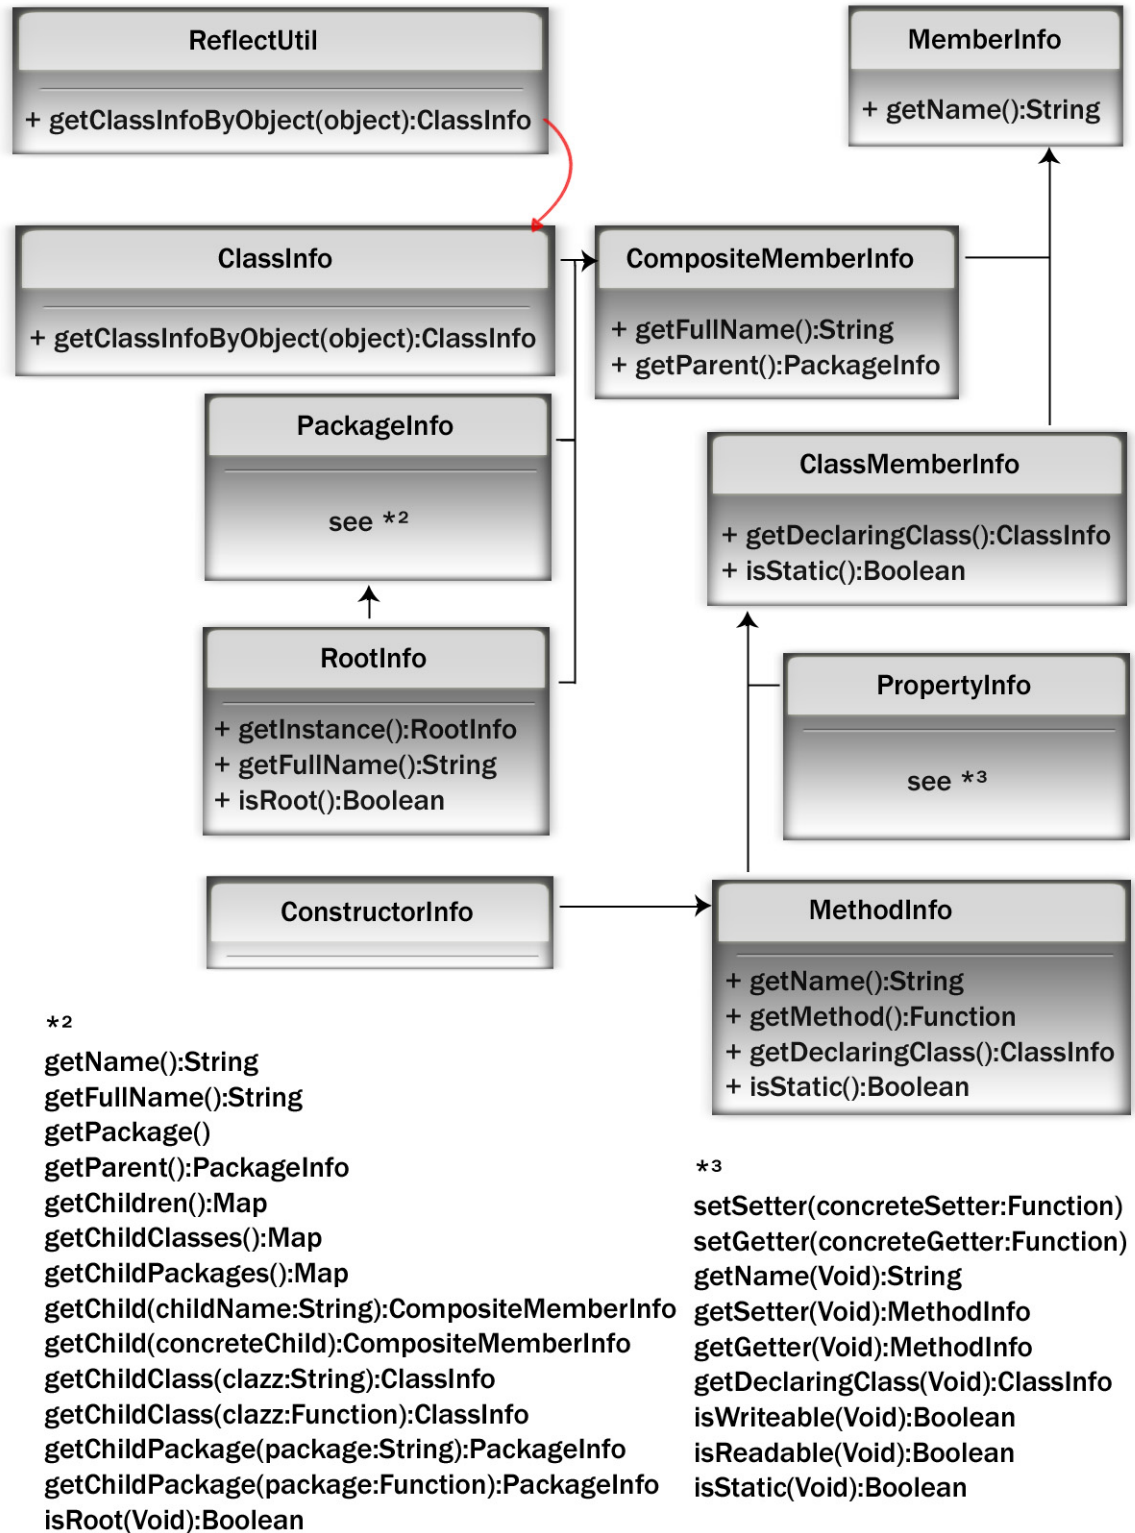 ReflectUtil
+ getClassInfoByObject(object):ClassInfo
MemberInfo
+ getName():String
ClassInfo
+ getClassInfoByObject(object):ClassInfo
CompositeMemberInfo
+ getFullName():String
+ getParent():PackageInfo
PackageInfo
see *²
ClassMemberInfo
+ getDeclaringClass():ClassInfo
+ isStatic():Boolean
RootInfo
+ getInstance():RootInfo
+ getFullName():String
+ isRoot():Boolean
PropertyInfo
see *³
ConstructorInfo
MethodInfo
+ getName():String
+ getMethod():Function
+ getDeclaringClass():ClassInfo
+ isStatic():Boolean
*²
getName():String
getFullName():String
getPackage()
getParent():PackageInfo
getChildren():Map
getChildClasses():Map
getChildPackages():Map
getChild(childName:String):CompositeMemberInfo
getChild(concreteChild):CompositeMemberInfo
getChildClass(clazz:String):ClassInfo
getChildClass(clazz:Function):ClassInfo
getChildPackage(package:String):PackageInfo
getChildPackage(package:Function):PackageInfo
isRoot(Void):Boolean
*³
setSetter(concreteSetter:Function)
setGetter(concreteGetter:Function)
getName(Void):String
getSetter(Void):MethodInfo
getGetter(Void):MethodInfo
getDeclaringClass(Void):ClassInfo
isWriteable(Void):Boolean
isReadable(Void):Boolean
isStatic(Void):Boolean